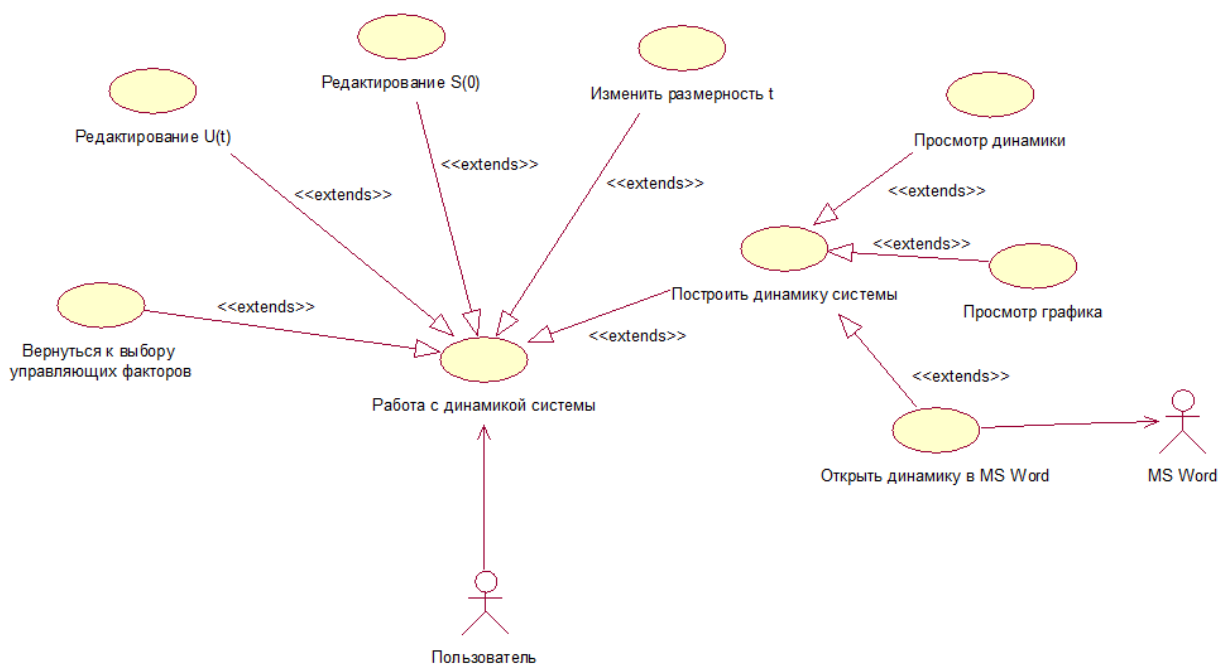 Редактирование S(0)
Изменить размерность t
Редактирование U(t)
Просмотр динамики
<<extends>>
<<extends>>
<<extends>>
<<extends>>
<<extends>>
Построить динамику системы
<<extends>>
Просмотр графика
<<extends>>
Вернуться к выбору
управляющих факторов
<<extends>>
Работа с динамикой системы
Открыть динамику в MS Word
MS Word
Пользователь